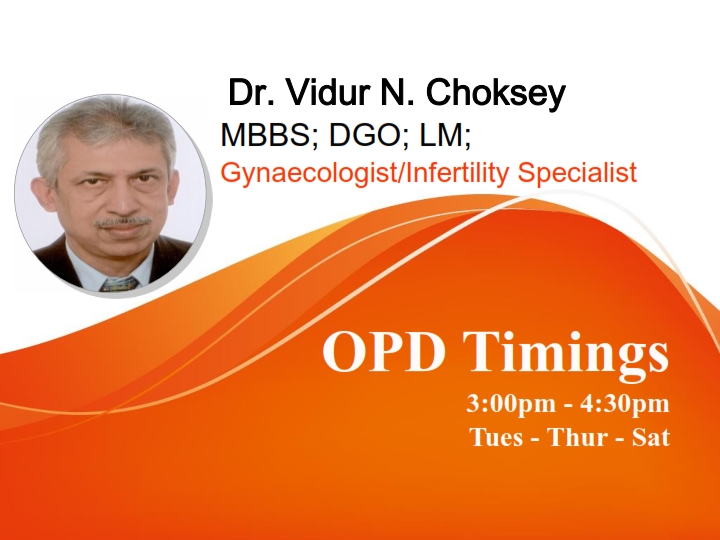 Dr. Vidur N. Choksey
MBBS; DGO; LM;
Gynaecologist/Infertility Specialist
OPD Timings
3:00pm - 4:30pm
Tues - Thur - Sat